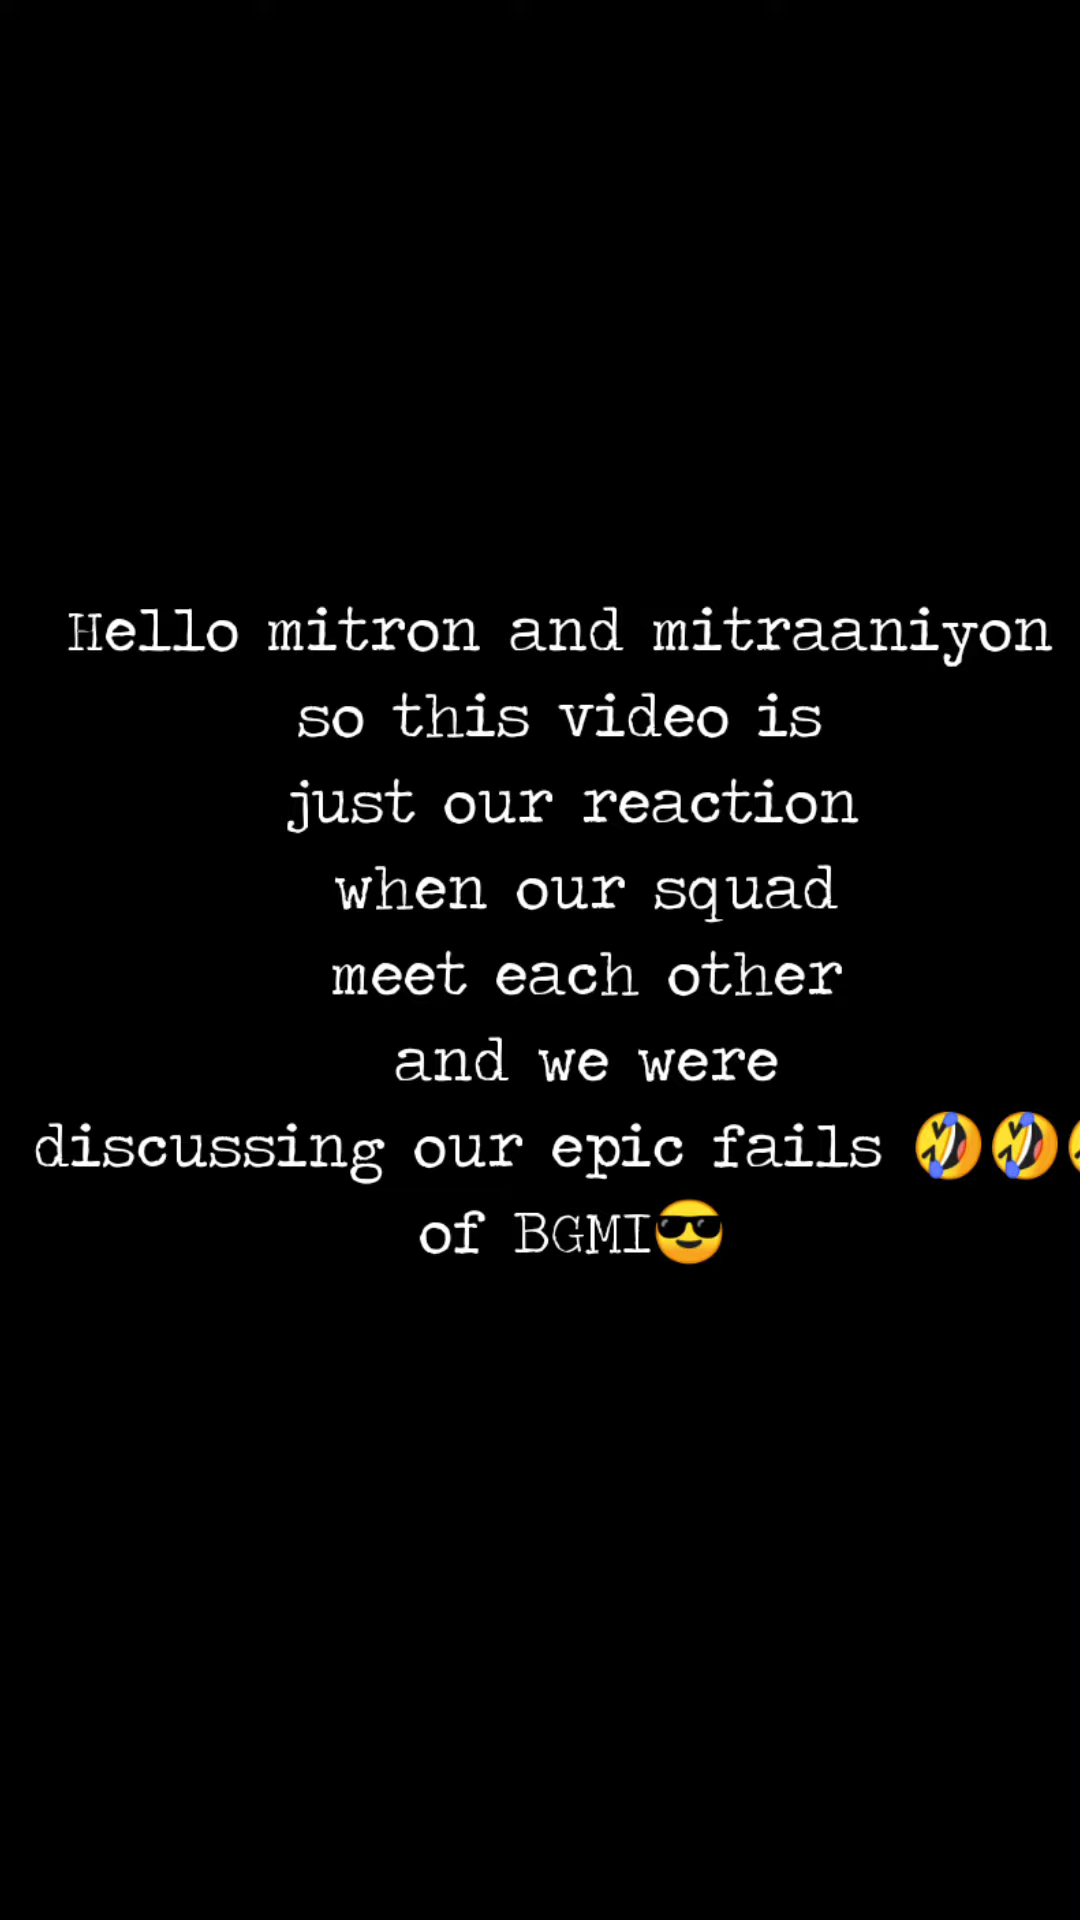 Hello mitron and mitraaniyon
so this video is
just our reaction
when our squad
meet each other
and we were
discussing our epic fails 🤣🤣🤣
of BGMI😎